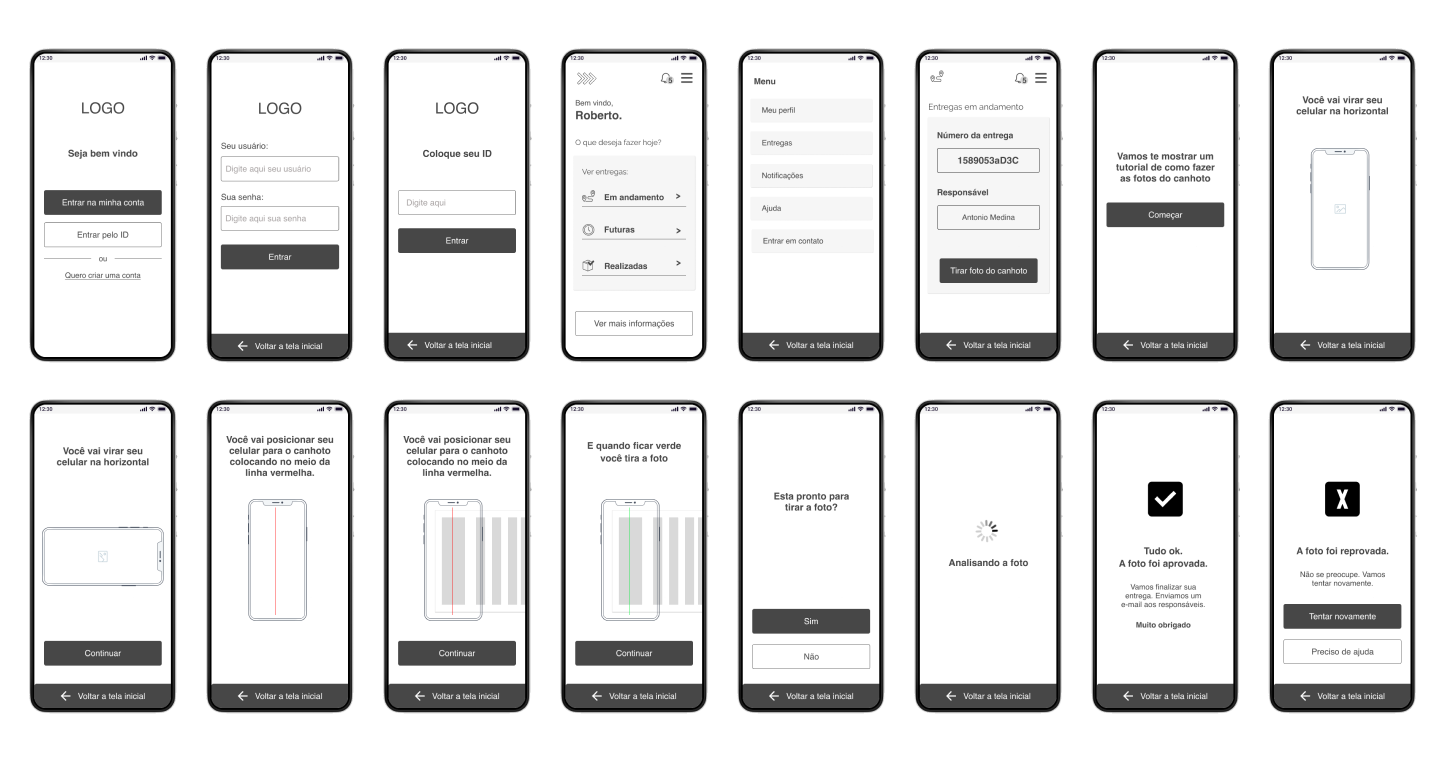 12:30
LOGO
Seja bem vindo
Entrar na minha conta
Entrar pelo ID
ou
Quero criar uma conta
12:30
LOGO
Seu usuário:
Digite aqui seu usuário
Sua senha:
Digite aqui sua senha
Entrar
Voltar a tela inicial
12:30
LOGO
Coloque seu ID
Digite aqui
Entrar
Voltar a tela inicial
12:30
5
Bem vindo,
Roberto.
O que deseja fazer hoje?
Ver entregas:
Em andamento >
Futuras >
Realizadas >
Ver mais informações
12:30
Menu
Meu perfil
Entregas
Notificações
Ajuda
Entrar em contato
Voltar a tela inicial
12:30
5
Entregas em andamento
Número da entrega
1589053aD3C
Responsável
Antonio Medina
Tirar foto do canhoto
Voltar a tela inicial
12:30
Vamos te mostrar um
tutorial de como fazer
as fotos do canhoto
Começar
Voltar a tela inicial
12:30
Você vai virar seu
celular na horizontal
Voltar a tela inicial
12:30
Você vai virar seu
celular na horizontal
Continuar
Voltar a tela inicial
12:30
Você vai posicionar seu
celular para o canhoto
colocando no meio da
linha vermelha.
Voltar a tela inicial
12:30
Você vai posicionar seu
celular para o canhoto
colocando no meio da
linha vermelha.
Continuar
Voltar a tela inicial
12:30
E quando ficar verde
você tira a foto
Continuar
Voltar a tela inicial
12:30
Esta pronto para
tirar a foto?
Sim
Não
Voltar a tela inicial
12:30
Analisando a foto
Voltar a tela inicial
12:30
Tudo ok.
A foto foi aprovada.
Vamos finalizar sua
entrega. Enviamos um
e-mail aos responsáveis.
Muito obrigado
Voltar a tela inicial
12:30
X
A foto foi reprovada.
Não se preocupe. Vamos
tentar novamente.
Tentar novamente
Preciso de ajuda
Voltar a tela inicial